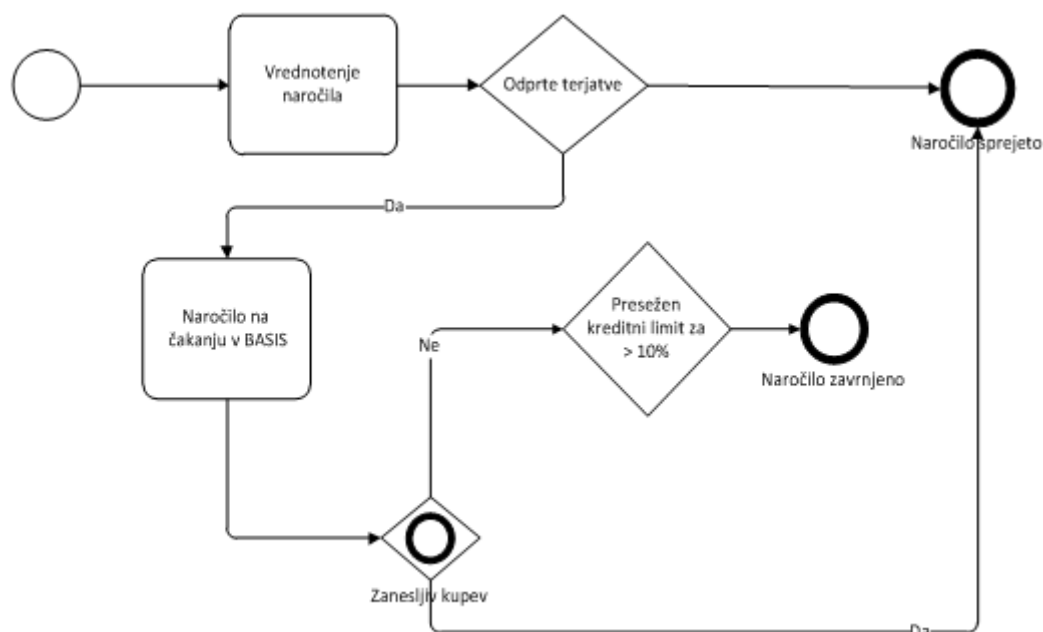 Vrednotenje
naročila
Odprte terjatve
Naročilo sprejeto
Da
Naročilo na
čakanju v BASIS
Ne
Presežen
kreditni limit za
> 10%
Naročilo zavrnjeno
Zanesljiv kupev